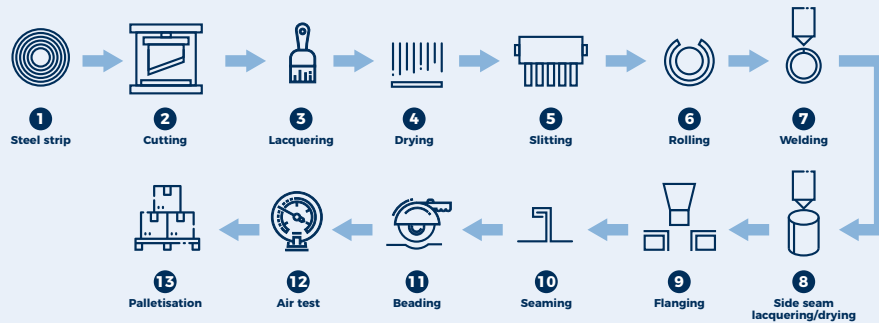 1
Steel strip
2
Cutting
3
Lacquering
4
Drying
5
Slitting
6
Rolling
7
Welding
13
Palletisation
12
Air test
11
Beading
10
Seaming
9
Flanging
8
Side seam
lacquering/drying